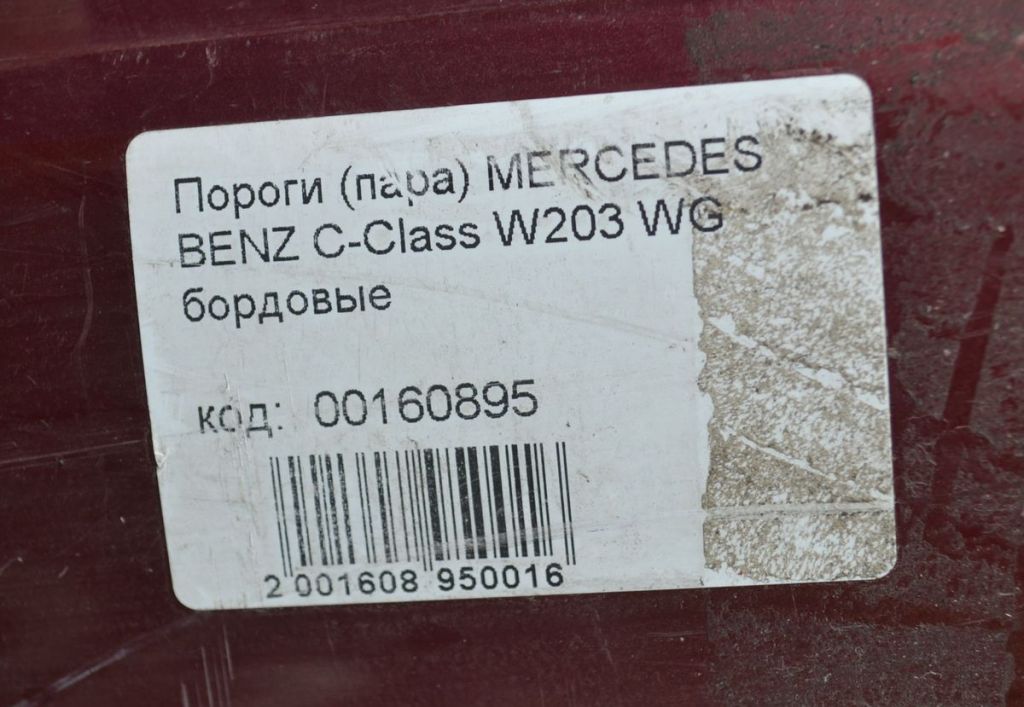 Пороги (пара) MERCEDES
BENZ C-Class W203 WG
бордовые
код: 00160895
2 001608 950016